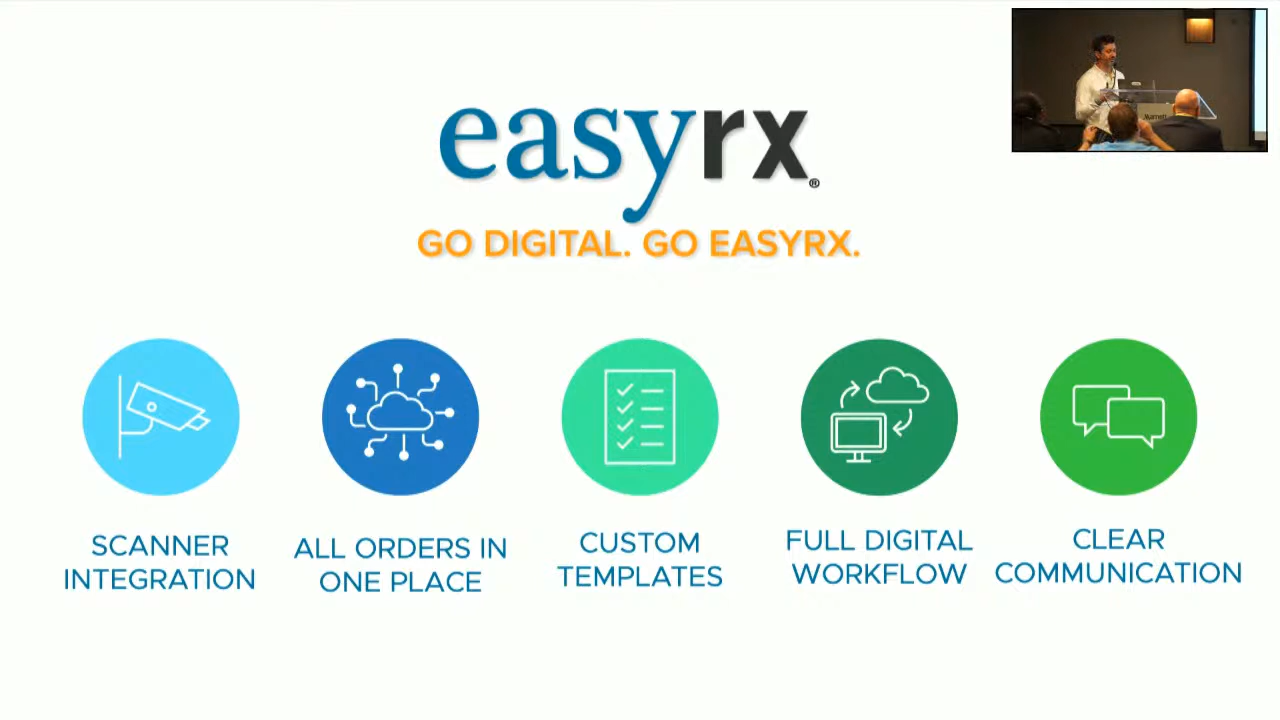 easyrx®
GO DIGITAL. GO EASYRX.
SCANNER
INTEGRATION
ALL ORDERS IN
ONE PLACE
CUSTOM
TEMPLATES
FULL DIGITAL
WORKFLOW
CLEAR
COMMUNICATION
Marriott